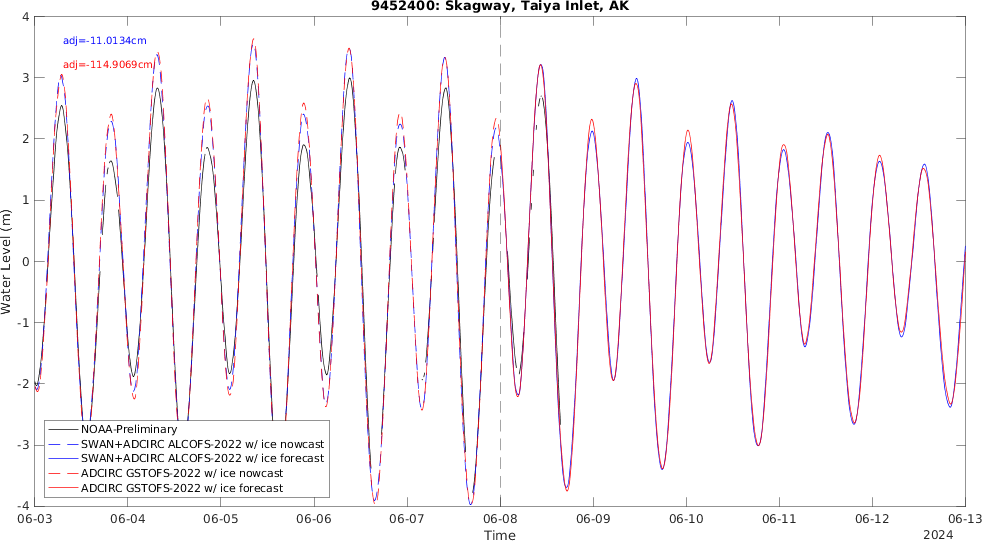 9452400: Skagway, Taiya Inlet, AK
adj=-11.0134cm
adj=-114.9069cm
Water Level (m)
4
3
2
1
0
-1
-2
-3
-4
NOAA-Preliminary
SWAN+ADCIRC ALCOFS-2022 w/ ice nowcast
SWAN+ADCIRC ALCOFS-2022 w/ ice forecast
ADCIRC GSTOFS-2022 w/ ice nowcast
ADCIRC GSTOFS-2022 w/ ice forecast
06-03 06-04 06-05 06-06 06-07 06-08 06-09 06-10 06-11 06-12 06-13
Time
2024